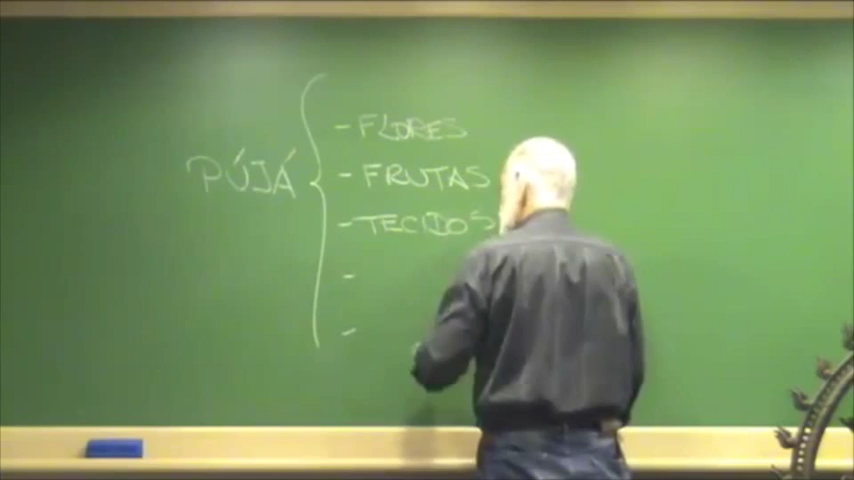 PÚJÁ
- FLORES
- FRUTAS
- TECIDOS
-
-